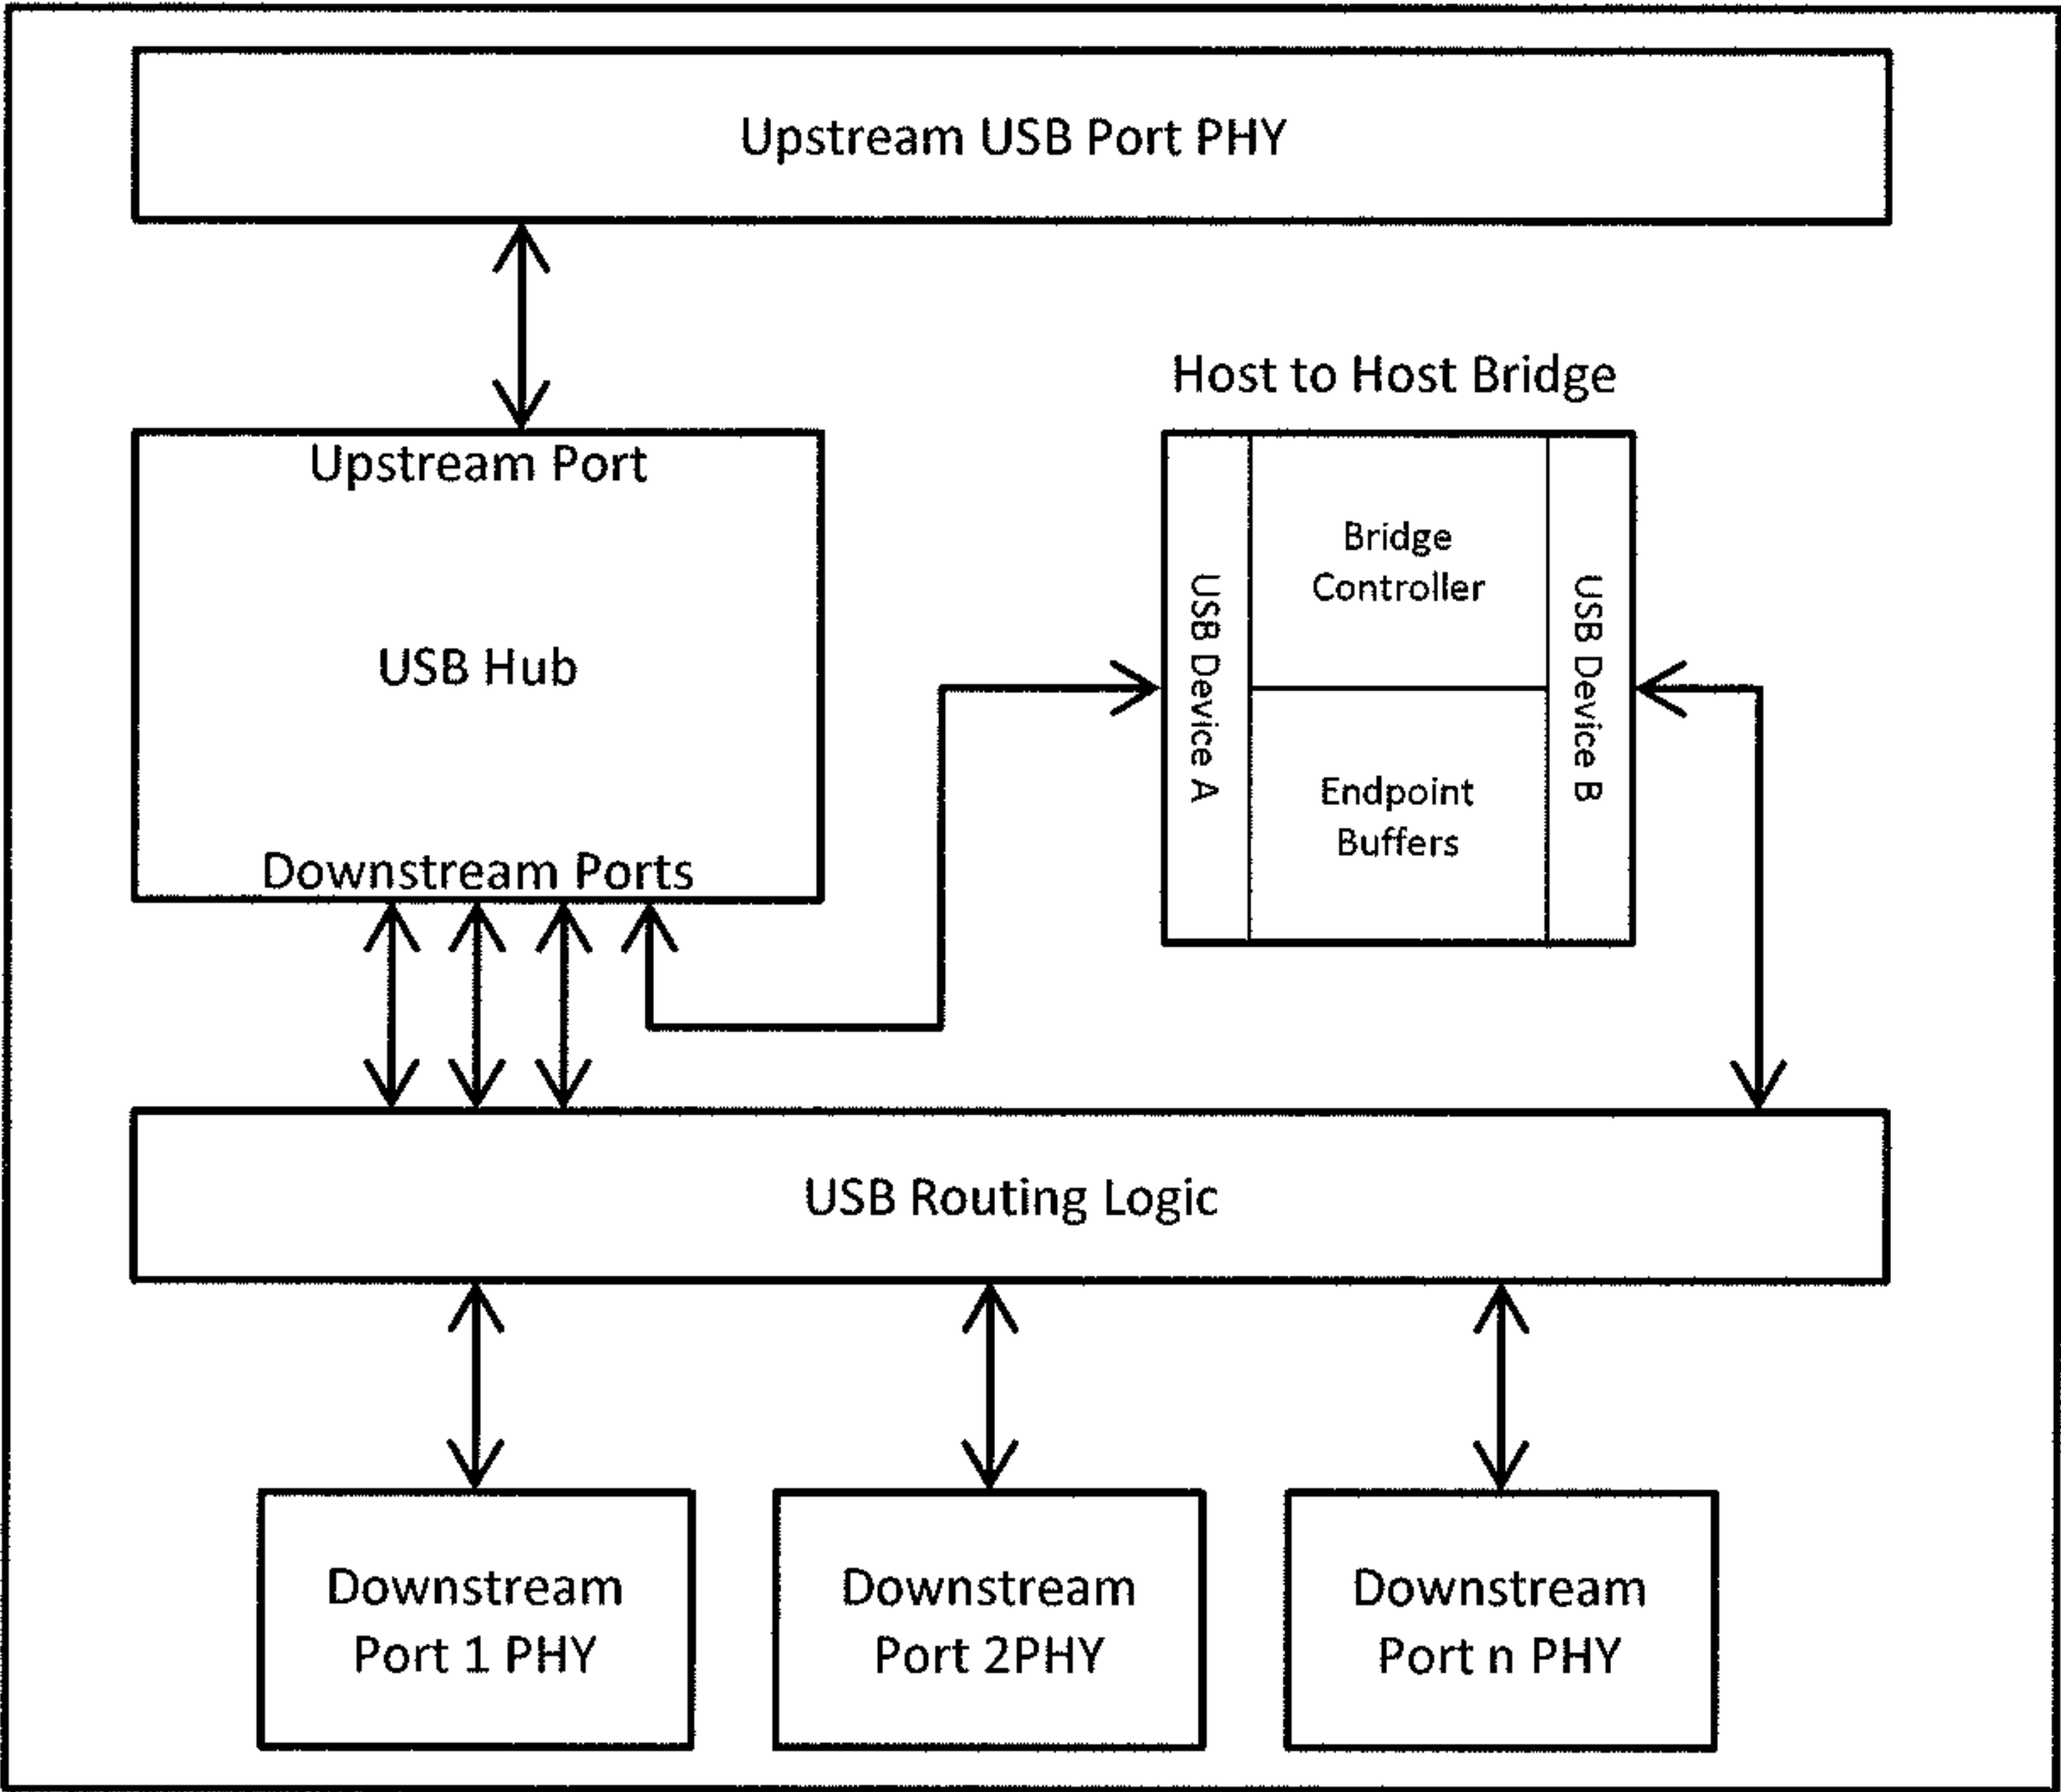 Upstream USB Port PHY
Host to Host Bridge
Upstream Port
USB Hub
Downstream Ports
USB Device A
Bridge
Controller
Endpoint
Buffers
USB Device B
USB Routing Logic
Downstream
Port 1 PHY
Downstream
Port 2PHY
Downstream
Port n PHY